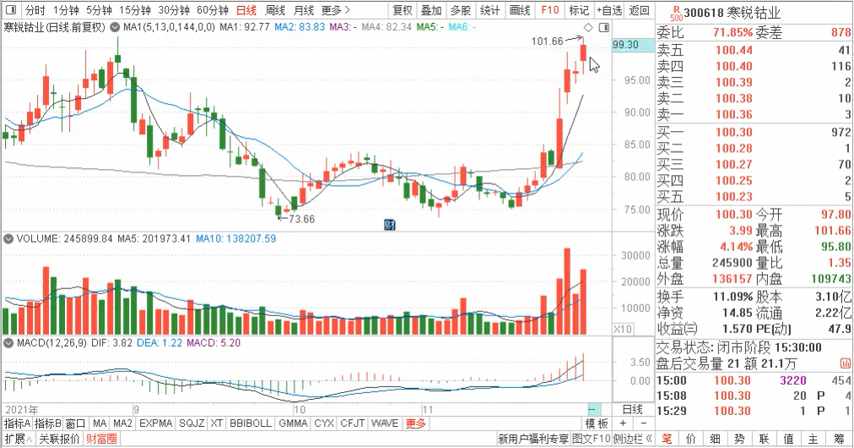 分时 1分钟 5分钟 15分钟 30分钟 60分钟 日线 周线 月线 更多 复权 叠加 多股 统计 画线 F10 标记 +自选 返回
寒锐钴业(日线.前复权) MA1(5,13,0,144,0,0) MA1: 92.77 MA2: 83.83 MA3: - MA4: 82.34 MA5: - MA6: -
101.66
99.30
95.00
90.00
85.00
80.00
75.00
73.66
财
VOLUME: 245899.84 MA5: 201973.41 MA10: 138207.59
30000
20000
10000
X10
MACD(12,26,9) DIF: 3.82 DEA: 1.22 MACD: 5.20
3.50
0.00
2021年 9 10 11 日线
指标A 指标B 窗口 MA MA2 EXPMA SQJZ XT BBIBOLL GMMA CYX CFJT WAVE 更多 模板 + -
扩展∧ 关联报价 财富圈 新用户福利专享 图文F10 侧边栏《
R
500 300618 寒锐钴业
委比 71.85% 委差 878
卖五 100.44 41
卖四 100.40 116
卖三 100.39 2
卖二 100.38 10
卖一 100.36 3
买一 100.30 972
买二 100.28 1
买三 100.27 70
买四 100.25 2
买五 100.23 5
现价 100.30 今开 97.80
涨跌 3.99 最高 101.66
涨幅 4.14% 最低 95.80
总量 245900 量比 1.35
外盘 136157 内盘 109743
换手 11.09% 股本 3.10亿
净资 14.85 流通 2.22亿
收益㈢ 1.570 PE(动) 47.9
交易状态: 闭市阶段 15:30:00
盘后交易量 21 额 21.1万
15:00 100.30 3220 454
15:08 100.30 20 P 4
15:29 100.30 1 P 1
笔 价 细 势 联 值 主 筹